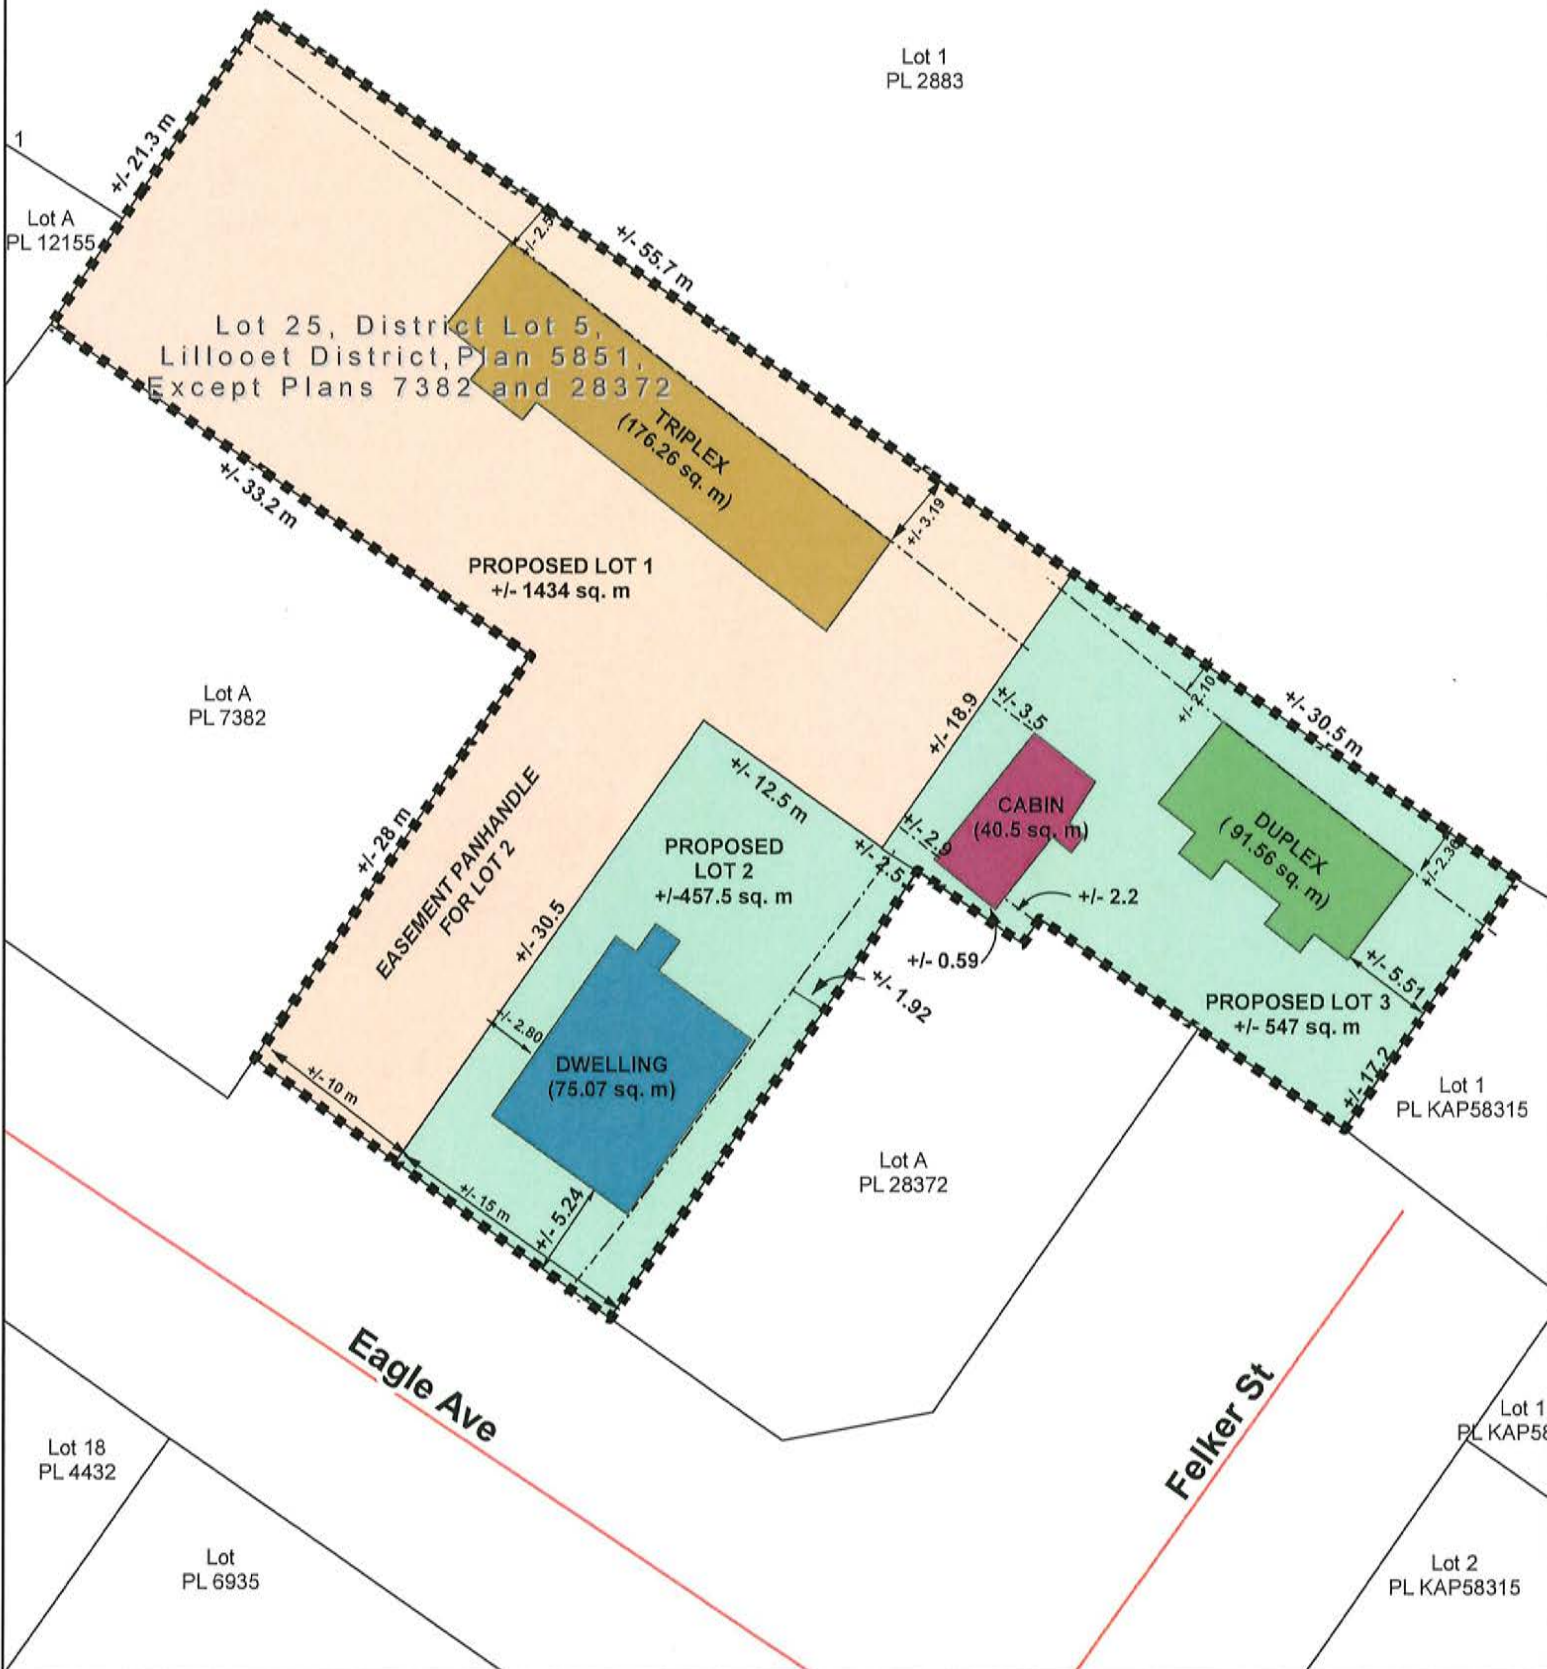 Lot 1
PL 2883
+/- 21.3 m
1
Lot A
PL 12155
+/- 2.5
+/- 55.7 m
Lot 25, District Lot 5,
Lillooet District, Plan 5851,
Except Plans 7382 and 28372
TRIPLEX
(176.26 sq. m)
+/- 33.2 m
+/- 3.19
PROPOSED LOT 1
+/- 1434 sq. m
Lot A
PL 7382
+/- 18.9
+/- 3.5
+/- 2.10
+/- 30.5 m
+/- 12.5 m
CABIN
(40.5 sq. m)
DUPLEX
( 91.56 sq. m)
+/- 28 m
EASEMENT PANHANDLE
FOR LOT 2
PROPOSED
LOT 2
+/-457.5 sq. m
+/- 2.9
+/- 2.5
+/- 2.2
+/- 30.5
+/- 0.59
+/- 1.92
+/- 5.51
PROPOSED LOT 3
+/- 547 sq. m
+/- 2.80
DWELLING
(75.07 sq. m)
+/- 10 m
+/- 17.2
Lot 1
PL KAP58315
Lot A
PL 28372
+/- 15 m
+/- 5.24
Eagle Ave
Felker St
Lot 1
PL KAP58
Lot 18
PL 4432
Lot
PL 6935
Lot 2
PL KAP58315